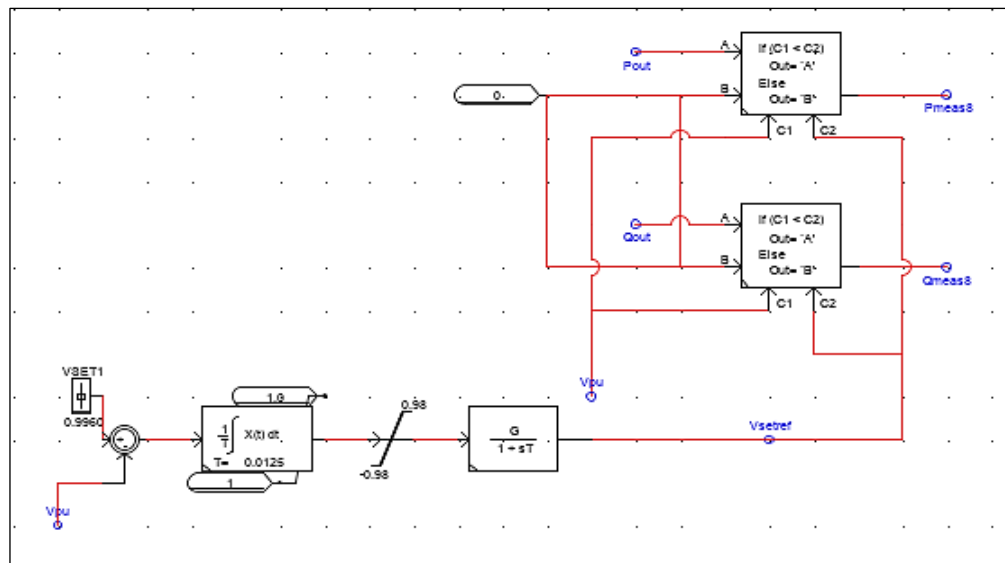 Pout
A
If (C1 < C2)
Out= 'A'
Else
Out= 'B'
0.
B
Pmeas8
C1
C2
Qout
A
If (C1 < C2)
Out= 'A'
Else
Out= 'B'
B
Qmeas8
C1
C2
Vpu
VSET1
0.9960
1.0
1
T
X(t) dt
T= 0.0125
1
0.98
-0.98
G
1 + sT
Vsetref
Vpu